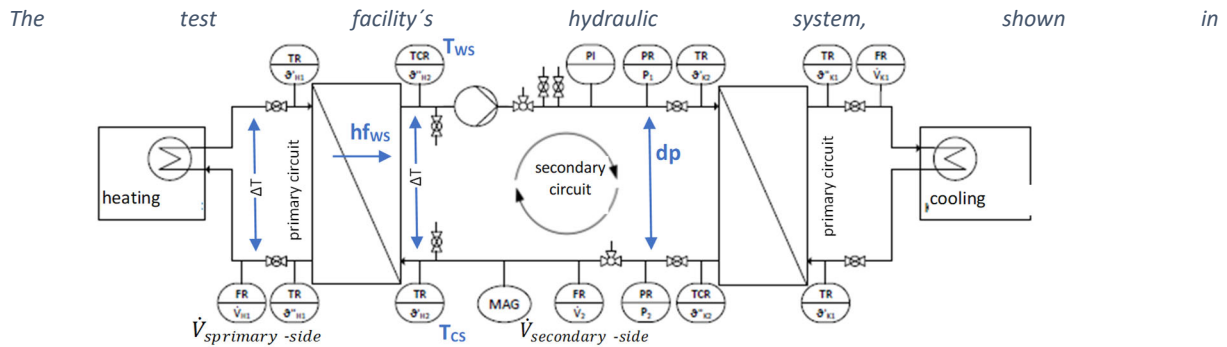 The test facility´s hydraulic system, shown in
TWS
TR
TCR
PI
PR
TR
TR
FR
ϑ'H1
ϑ''H2
P1
ϑ'K2
ϑ''K1
V̇K1
hfWS
dp
heating
ΔT
primary circuit
ΔT
secondary
circuit
primary circuit
cooling
FR
TR
TR
MAG
FR
PR
TCR
TR
V̇H1
ϑ''H1
ϑ'H2
V̇2
P2
ϑ''K2
ϑ'K1
V̇sprimary -side
TCS
V̇secondary -side